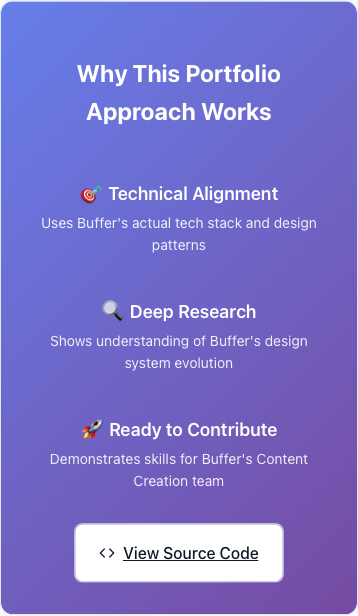 Why This Portfolio
Approach Works
🎯 Technical Alignment
Uses Buffer's actual tech stack and design
patterns
🔍 Deep Research
Shows understanding of Buffer's design
system evolution
🚀 Ready to Contribute
Demonstrates skills for Buffer's Content
Creation team
<> View Source Code